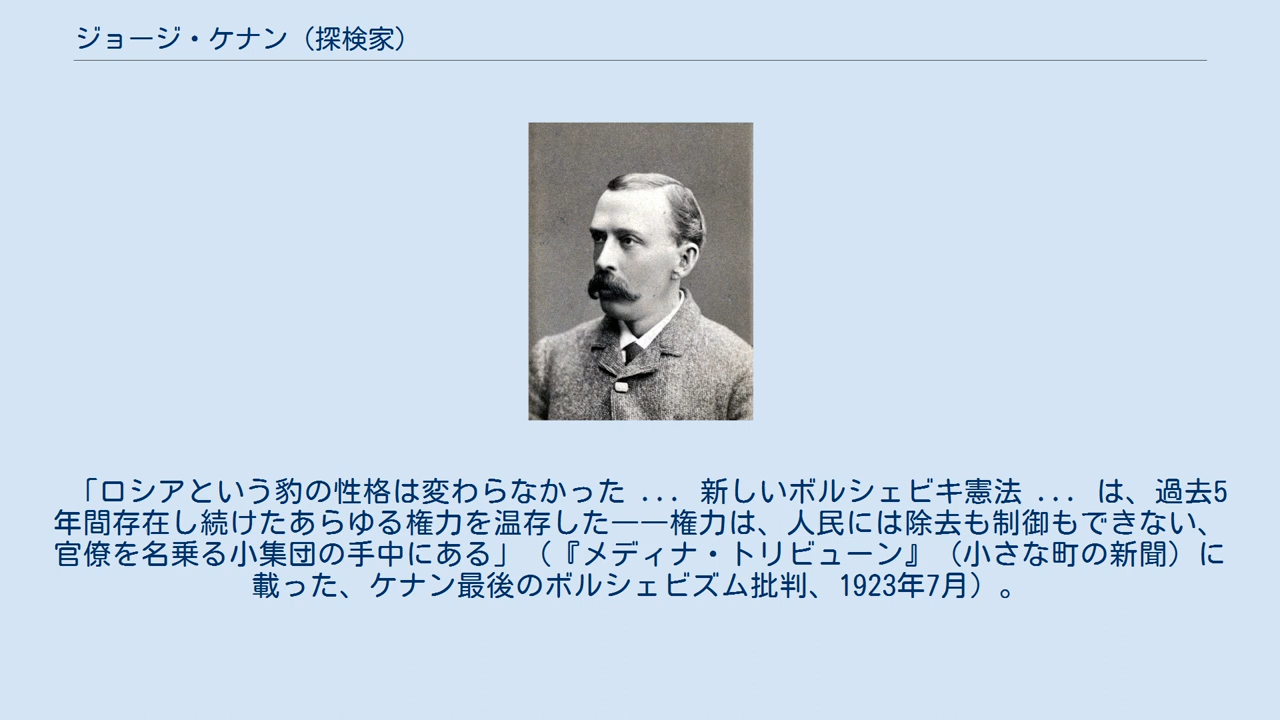 ジョージ・ケナン（探検家）
「ロシアという豹の性格は変わらなかった ... 新しいボルシェビキ憲法 ... は、過去5
年間存在し続けたあらゆる権力を温存した――権力は、人民には除去も制御もできない、
官僚を名乗る小集団の手中にある」（『メディナ・トリビューン』（小さな町の新聞）に
載った、ケナン最後のボルシェビズム批判、1923年7月）。